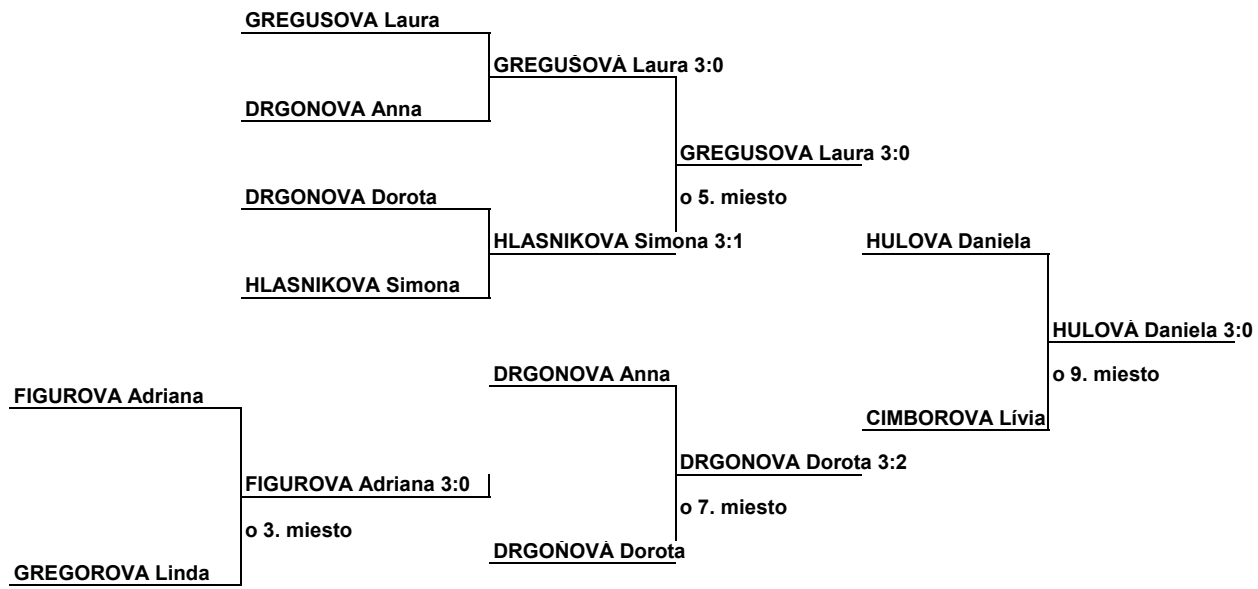 GREGUSOVA Laura
GREGUŠOVÁ Laura 3:0
DRGONOVA Anna
GREGUSOVA Laura 3:0
DRGONOVA Dorota
o 5. miesto
HLASNIKOVA Simona 3:1
HULOVA Daniela
HLASNIKOVA Simona
HULOVÁ Daniela 3:0
DRGONOVA Anna
o 9. miesto
FIGUROVA Adriana
CIMBOROVA Lívia
DRGONOVA Dorota 3:2
FIGUROVA Adriana 3:0
o 7. miesto
o 3. miesto
DRGOŇOVÁ Dorota
GREGOROVA Linda